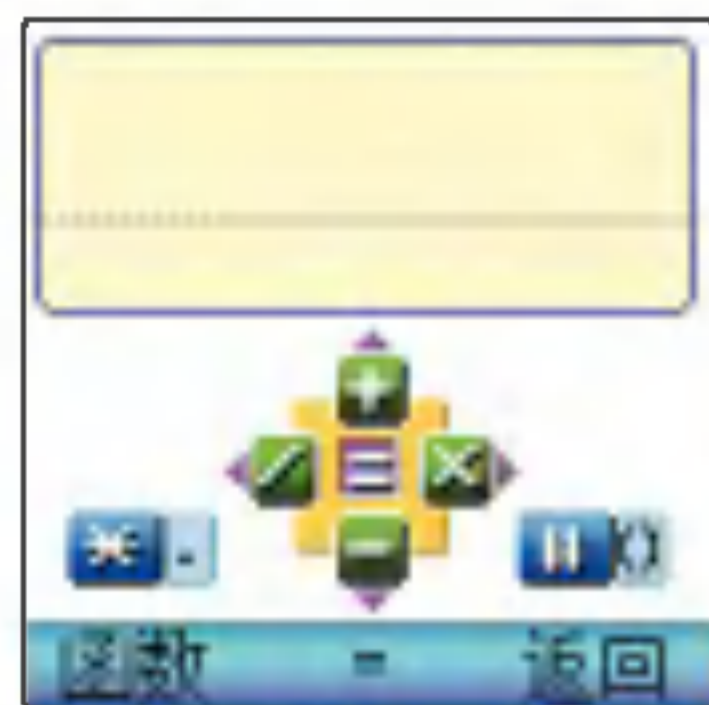 +
/ = ×
-
* . # ()
函数 = 返回